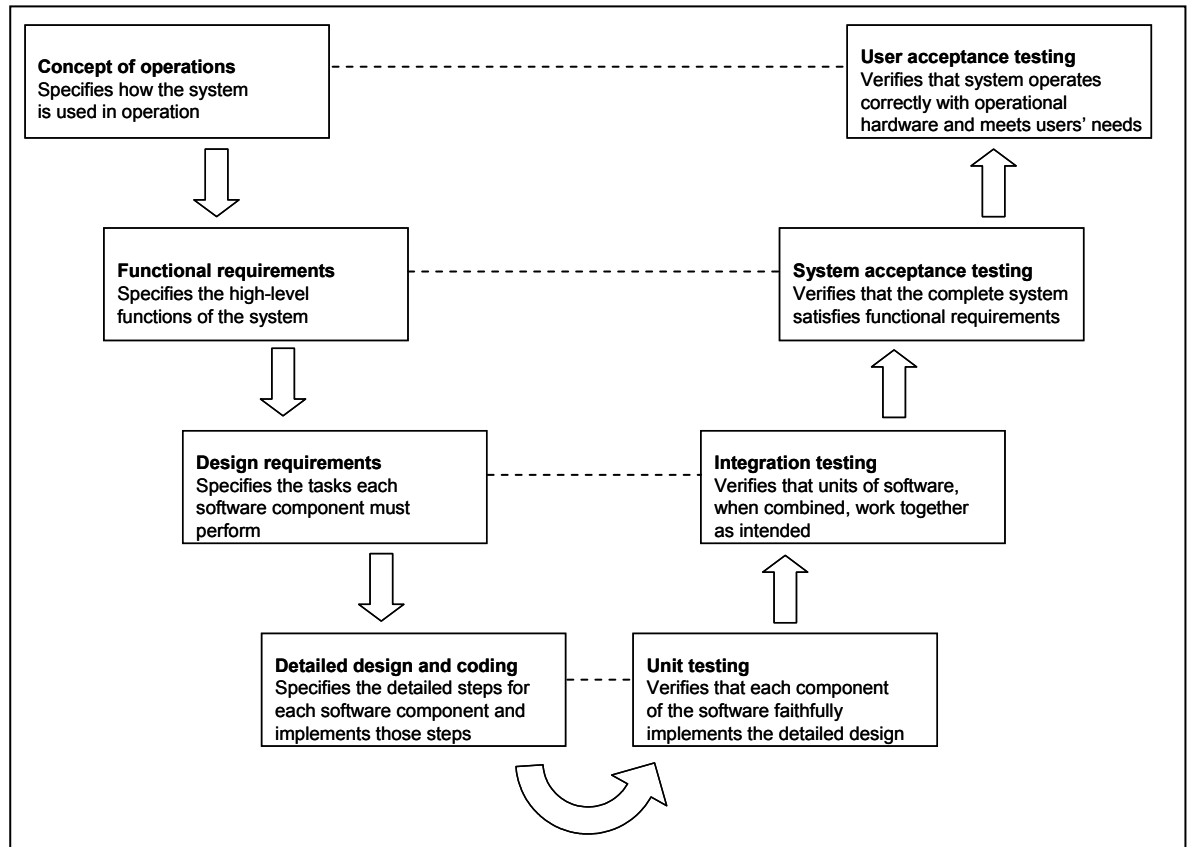 Concept of operations
Specifies how the system
is used in operation
User acceptance testing
Verifies that system operates
correctly with operational
hardware and meets users' needs
Functional requirements
Specifies the high-level
functions of the system
System acceptance testing
Verifies that the complete system
satisfies functional requirements
Design requirements
Specifies the tasks each
software component must
perform
Integration testing
Verifies that units of software,
when combined, work together
as intended
Detailed design and coding
Specifies the detailed steps for
each software component and
implements those steps
Unit testing
Verifies that each component
of the software faithfully
implements the detailed design